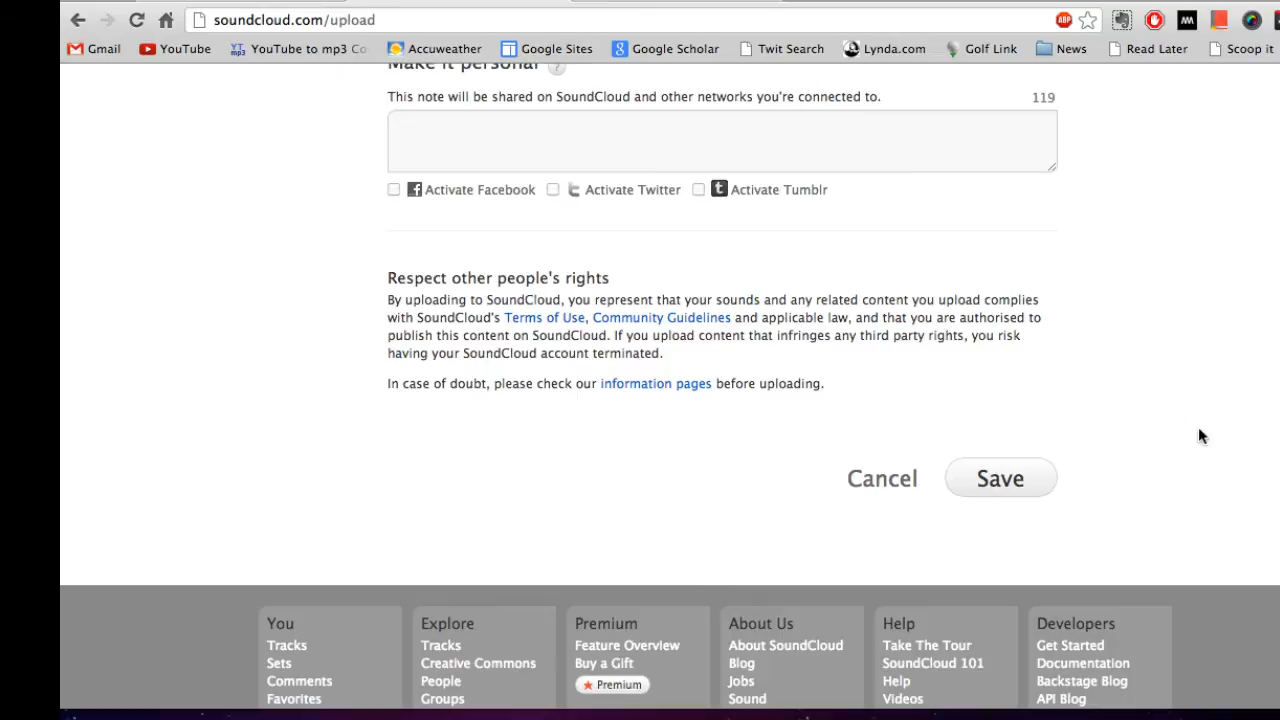 soundcloud.com/upload
ABP
Gmail YouTube YouTube to mp3 Co Accuweather Google Sites Google Scholar Twit Search Lynda.com Golf Link News Read Later Scoop it
Make it personal ?
This note will be shared on SoundCloud and other networks you're connected to. 119
Activate Facebook Activate Twitter Activate Tumblr
Respect other people's rights
By uploading to SoundCloud, you represent that your sounds and any related content you upload complies
with SoundCloud's Terms of Use, Community Guidelines and applicable law, and that you are authorised to
publish this content on SoundCloud. If you upload content that infringes any third party rights, you risk
having your SoundCloud account terminated.
In case of doubt, please check our information pages before uploading.
Cancel Save
You Explore Premium About Us Help Developers
Tracks Tracks Feature Overview About SoundCloud Take The Tour Get Started
Sets Creative Commons Buy a Gift Blog SoundCloud 101 Documentation
Comments People Premium Jobs Help Backstage Blog
Favorites Groups Sound Videos API Blog